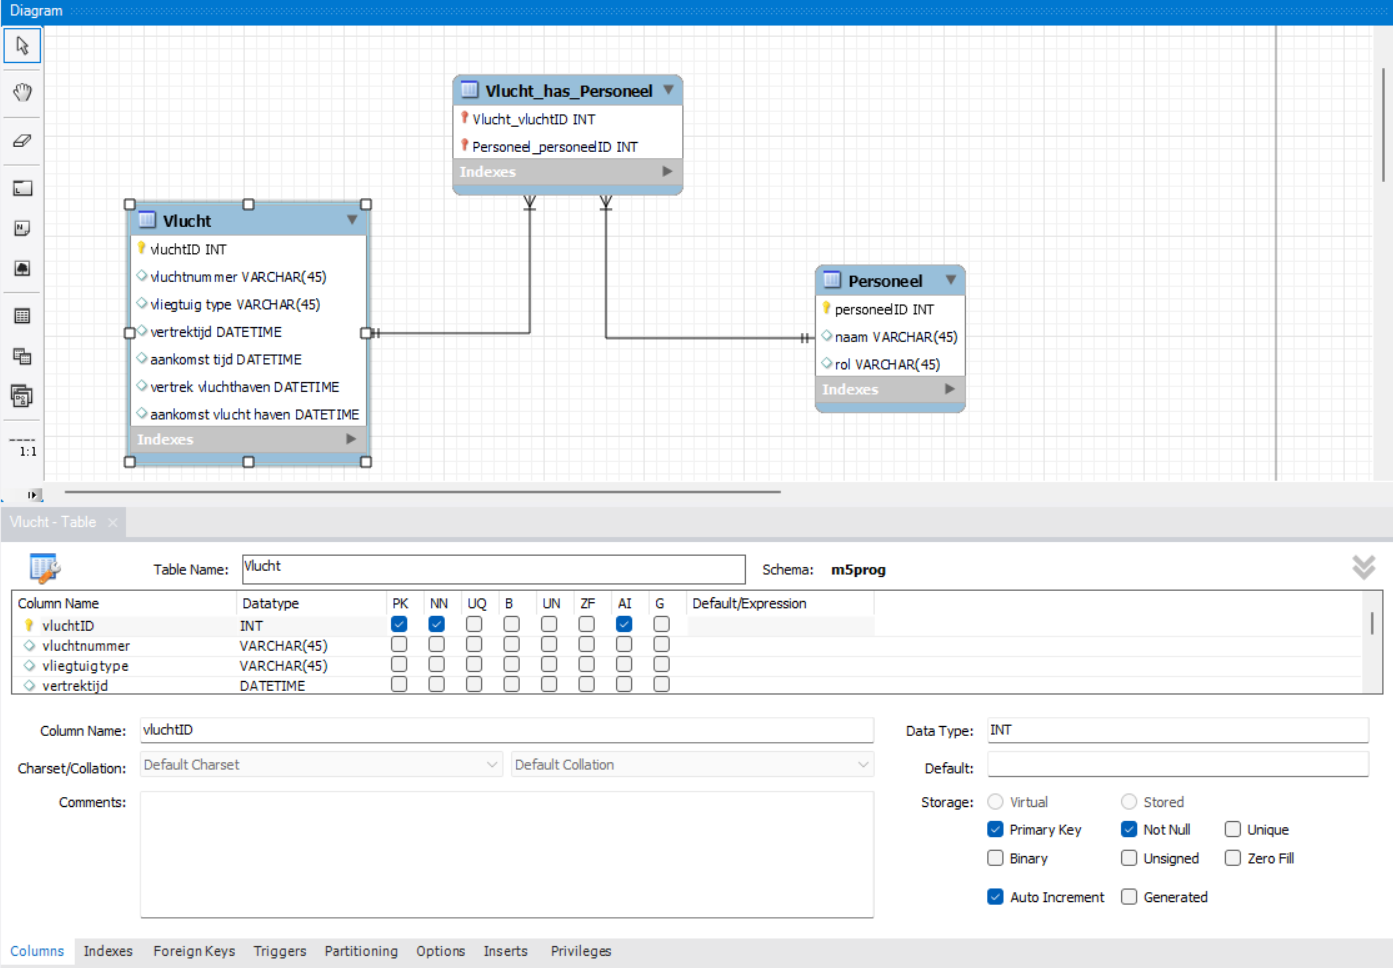 Diagram
Vlucht_has_Personeel
Vlucht_vluchtID INT
Personeel_personeelID INT
Indexes
Vlucht
vluchtID INT
vluchtnummer VARCHAR(45)
vliegtuig type VARCHAR(45)
vertrektijd DATETIME
aankomst tijd DATETIME
vertrek vluchthaven DATETIME
aankomst vlucht haven DATETIME
Indexes
Personeel
personeelID INT
naam VARCHAR(45)
rol VARCHAR(45)
Indexes
1:1
Vlucht - Table
Table Name: Vlucht Schema: m5prog
Column Name Datatype PK NN UQ B UN ZF AI G Default/Expression
vluchtID INT
vluchtnummer VARCHAR(45)
vliegtuig type VARCHAR(45)
vertrektijd DATETIME
Column Name: vluchtID Data Type: INT
Charset/Collation: Default Charset Default Collation Default:
Comments: Storage: Virtual Stored
Primary Key Not Null Unique
Binary Unsigned Zero Fill
Auto Increment Generated
Columns Indexes Foreign Keys Triggers Partitioning Options Inserts Privileges